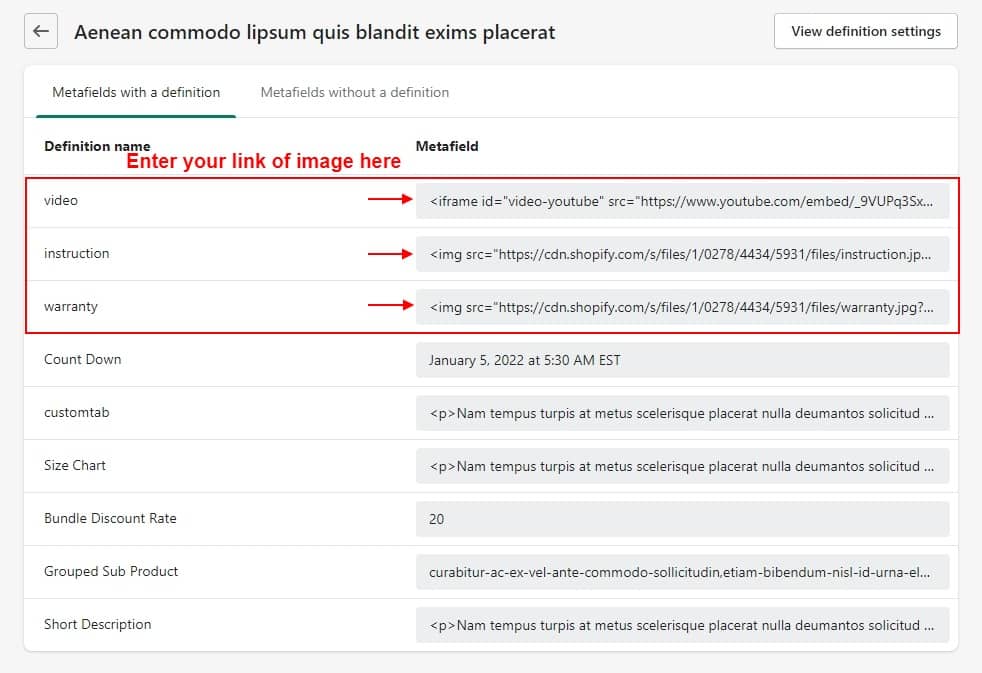 Aenean commodo lipsum quis blandit exims placerat
View definition settings
Metafields with a definition
Metafields without a definition
Definition name
Metafield
Enter your link of image here
video
<iframe id="video-youtube" src="https://www.youtube.com/embed/_9VUPq3Sx...
instruction
<img src="https://cdn.shopify.com/s/files/1/0278/4434/5931/files/instruction.jp...
warranty
<img src="https://cdn.shopify.com/s/files/1/0278/4434/5931/files/warranty.jpg?...
Count Down
January 5, 2022 at 5:30 AM EST
customtab
<p>Nam tempus turpis at metus scelerisque placerat nulla deumantos solicitud ...
Size Chart
<p>Nam tempus turpis at metus scelerisque placerat nulla deumantos solicitud ...
Bundle Discount Rate
20
Grouped Sub Product
curabitur-ac-ex-vel-ante-commodo-sollicitudin,etiam-bibendum-nisl-id-urna-el...
Short Description
<p>Nam tempus turpis at metus scelerisque placerat nulla deumantos solicitud ...